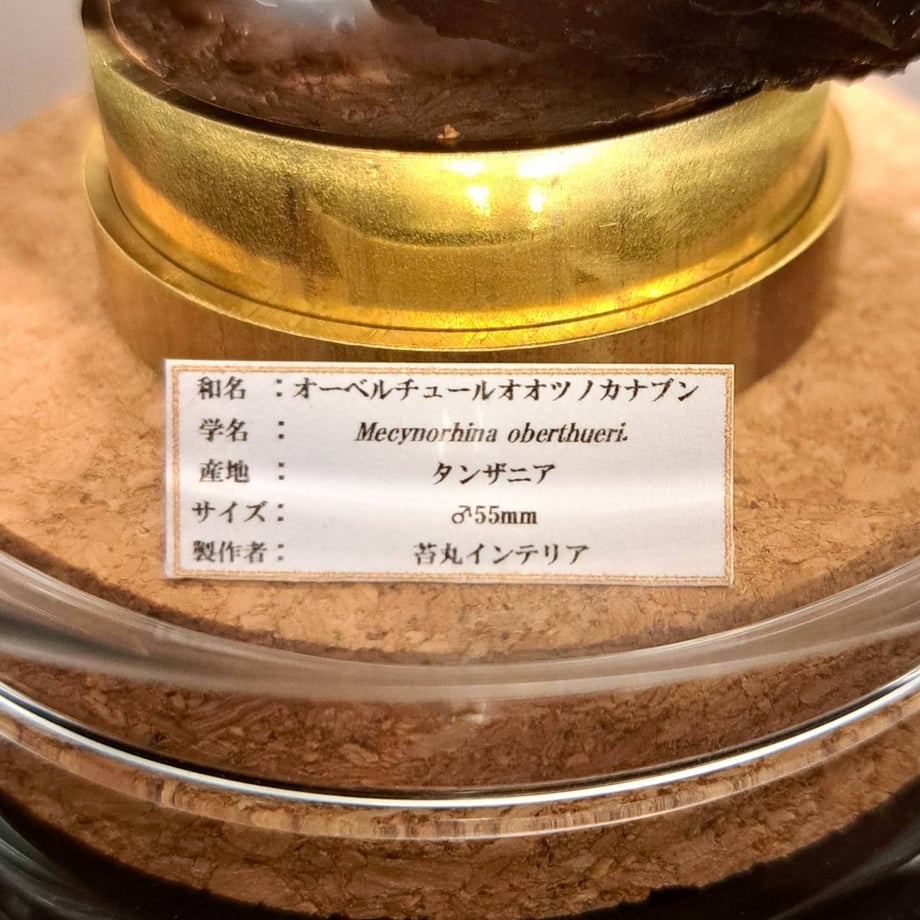 和名 ：オーベルチュールオオツノカナブン
学名 ： Mecynorhina oberthueri.
産地 ： タンザニア
サイズ： ♂55mm
製作者： 苔丸インテリア